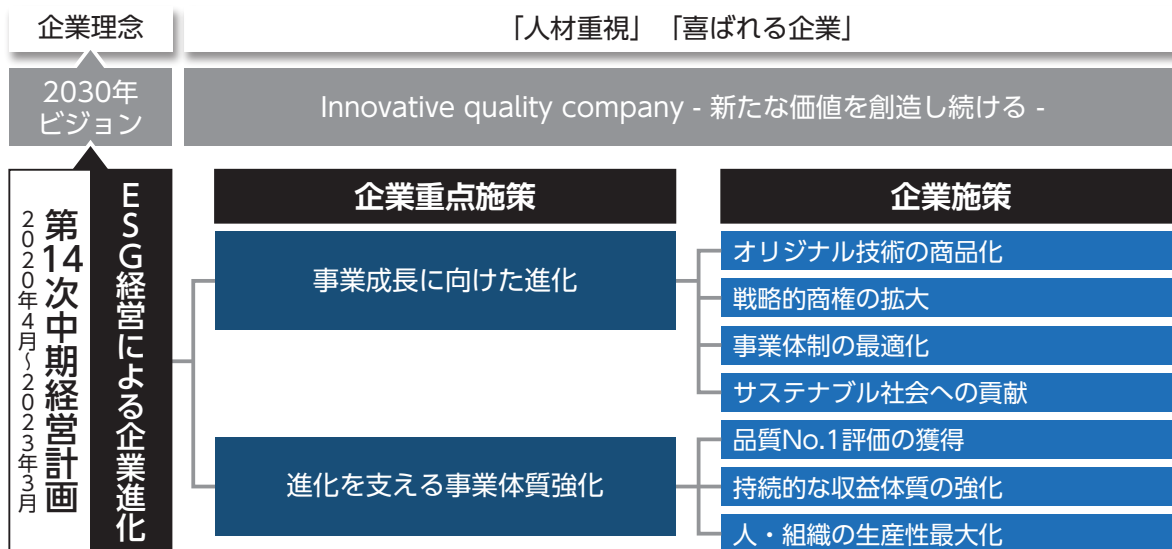 企業理念
「人材重視」「喜ばれる企業」
2030年
ビジョン
Innovative quality company - 新たな価値を創造し続ける -
第14次中期経営計画
2020年4月～2023年3月
ESG経営による企業進化
企業重点施策
企業施策
事業成長に向けた進化
オリジナル技術の商品化
戦略的商権の拡大
事業体制の最適化
サステナブル社会への貢献
進化を支える事業体質強化
品質No.1評価の獲得
持続的な収益体質の強化
人・組織の生産性最大化